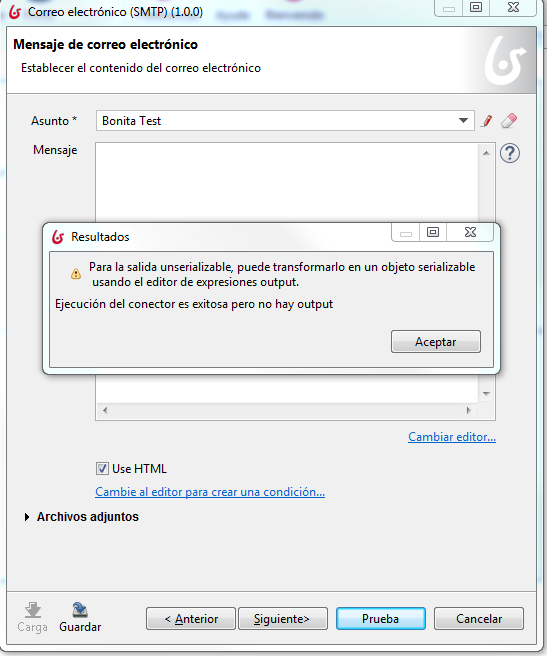 Correo electrónico (SMTP) (1.0.0)
Mensaje de correo electrónico
Establecer el contenido del correo electrónico
Asunto *
Bonita Test
Mensaje
Resultados
Para la salida unserializable, puede transformarlo en un objeto serializable
usando el editor de expresiones output.
Ejecución del conector es exitosa pero no hay output
Aceptar
Cambiar editor...
Use HTML
Cambie al editor para crear una condición...
Archivos adjuntos
Carga
Guardar
< Anterior
Siguiente>
Prueba
Cancelar